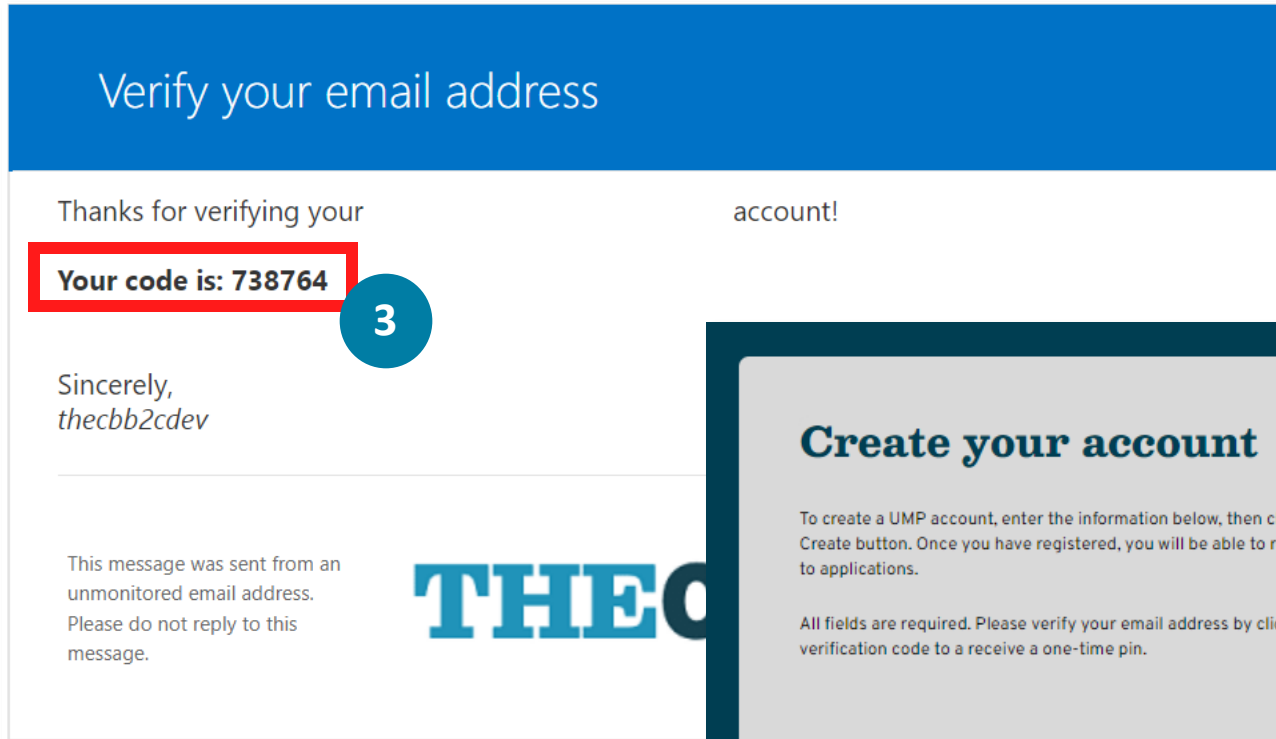 Verify your email address
Thanks for verifying your account!
Your code is: 738764
3
Sincerely,
thecbb2cdev
This message was sent from an
unmonitored email address.
Please do not reply to this
message.
THE
Create your account
To create a UMP account, enter the information below, then
Create button. Once you have registered, you will be able to
to applications.
All fields are required. Please verify your email address by
verification code to a receive a one-time pin.